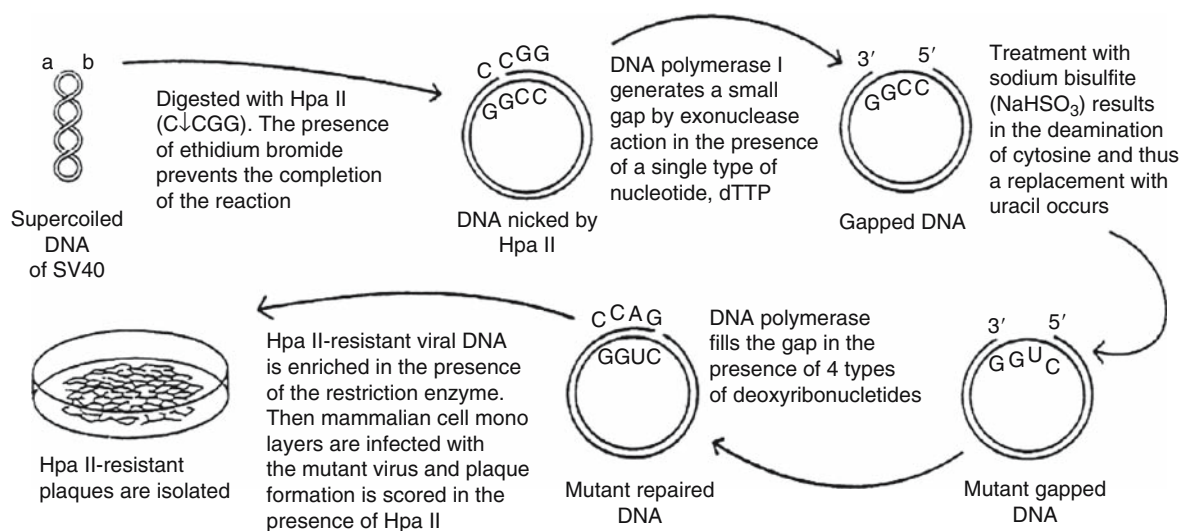 a b
Supercoiled
DNA
of SV40
Digested with Hpa II
(C↓CGG). The presence
of ethidium bromide
prevents the completion
of the reaction
C CGG
GGCC
DNA nicked by
Hpa II
DNA polymerase I
generates a small
gap by exonuclease
action in the presence
of a single type of
nucleotide, dTTP
3′ 5′
GGCC
Gapped DNA
Treatment with
sodium bisulfite
(NaHSO₃) results
in the deamination
of cytosine and thus
a replacement with
uracil occurs
3′ 5′
GGUC
Mutant gapped
DNA
DNA polymerase
fills the gap in the
presence of 4 types
of deoxyribonucletides
CCAG
GGUC
Mutant repaired
DNA
Hpa II-resistant viral DNA
is enriched in the presence
of the restriction enzyme.
Then mammalian cell mono
layers are infected with
the mutant virus and plaque
formation is scored in the
presence of Hpa II
Hpa II-resistant
plaques are isolated